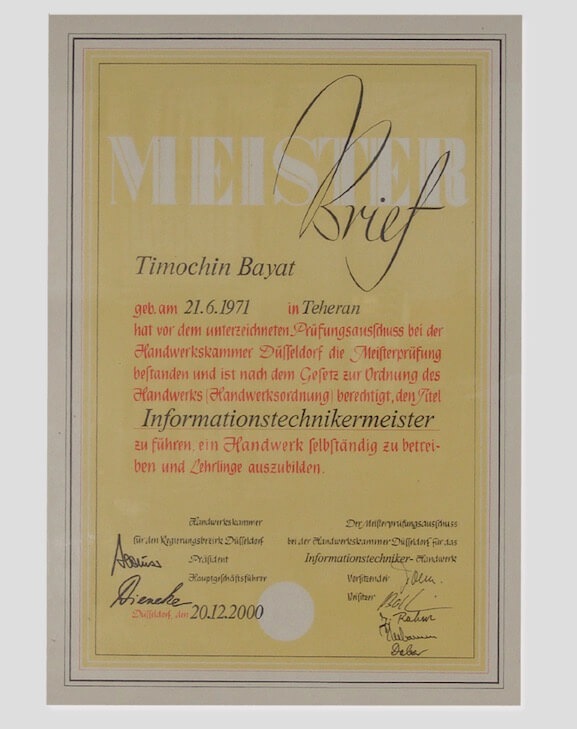 MEISTER
Brief
Timochin Bayat
geb. am 21.6.1971 in Teheran
hat vor dem unterzeichneten Prüfungsausschuss bei der
Handwerkskammer Düsseldorf die Meisterprüfung
bestanden und ist nach dem Gesetz zur Ordnung des
Handwerks (Handwerksordnung) berechtigt, den Titel
Informationstechnikermeister
zu führen, ein Handwerk selbständig zu betrei-
ben und Lehrlinge auszubilden.
Handwerkskammer
für den Regierungsbezirk Düsseldorf
Präsident
Hauptgeschäftsführer
Düsseldorf, den 20.12.2000
Der Meisterprüfungsausschuss
bei der Handwerkskammer Düsseldorf für das
Informationstechniker-Handwerk
Vorsitzender
Beisitzer